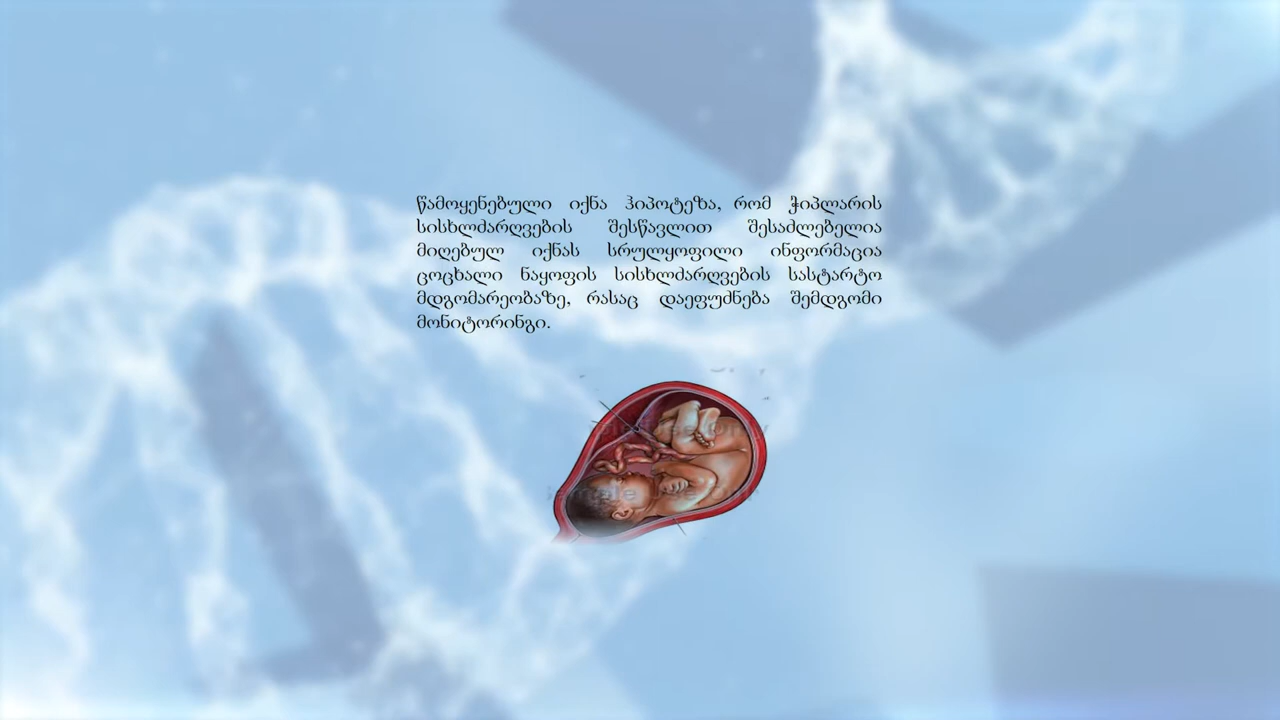 წამოყენებული იქნა ჰიპოტეზა, რომ ჭიპლარის
სისხლძარღვების შესწავლით შესაძლებელია
მიღებულ იქნას სრულყოფილი ინფორმაცია
ცოცხალი ნაყოფის სისხლძარღვების სასტარტო
მდგომარეობაზე, რასაც დაეფუძნება შემდგომი
მონიტორინგი.